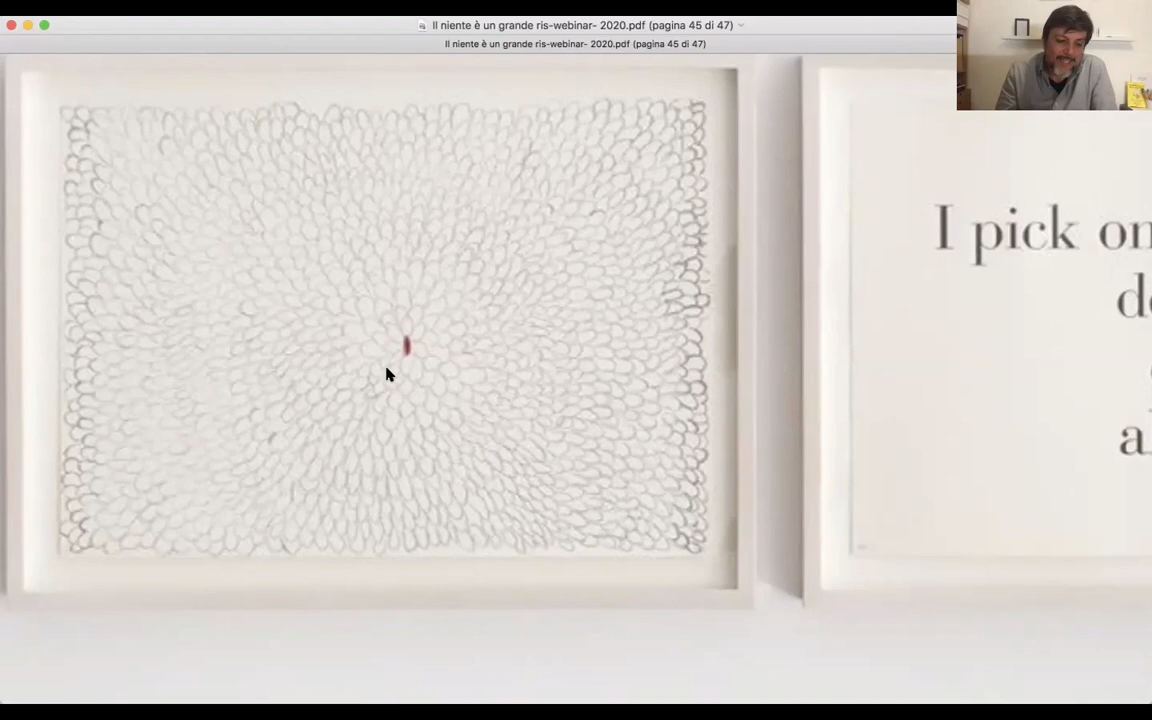 Il niente è un grande ris-webinar- 2020.pdf (pagina 45 di 47)
Il niente è un grande ris-webinar- 2020.pdf (pagina 45 di 47)
I pick